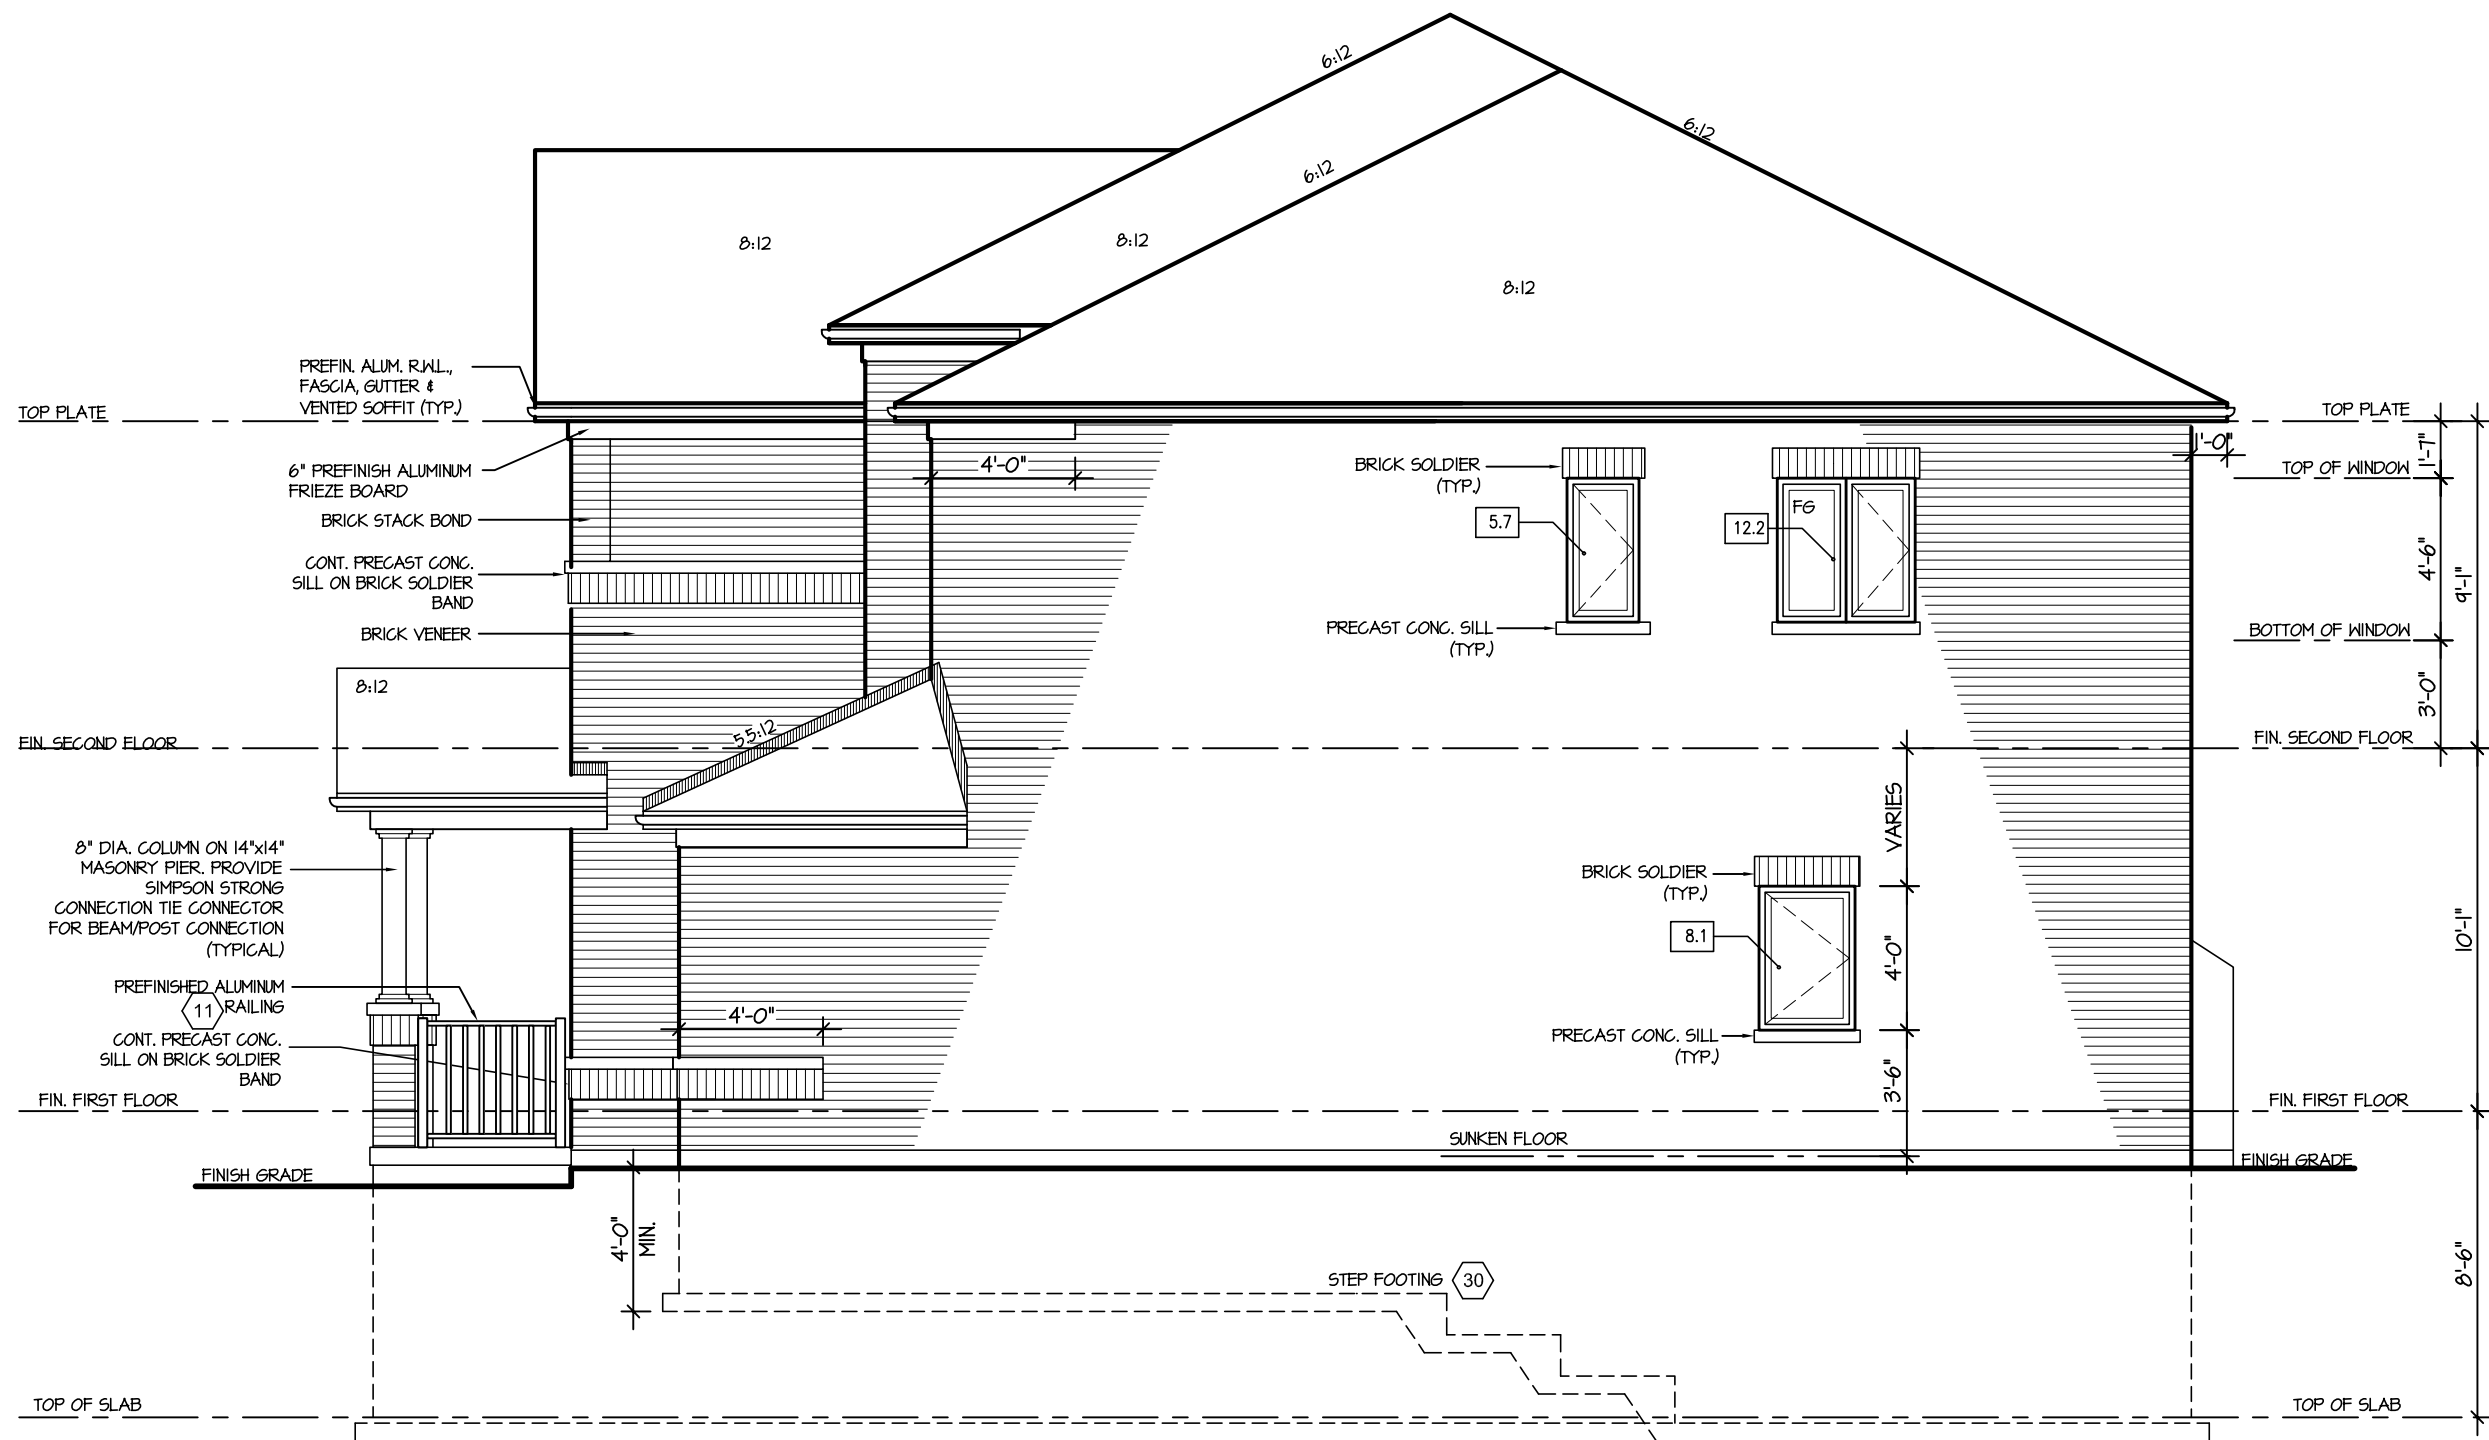 6:12
6:12
6:12
8:12
8:12
8:12
PREFIN. ALUM. R.W.L.,
FASCIA, GUTTER &
VENTED SOFFIT (TYP.)
TOP PLATE
TOP PLATE
1'-0"
1'-7"
6" PREFINISH ALUMINUM
FRIEZE BOARD
4'-0"
BRICK SOLDIER
(TYP.)
TOP OF WINDOW
BRICK STACK BOND
5.7
12.2
FG
CONT. PRECAST CONC.
SILL ON BRICK SOLDIER
BAND
4'-6"
9'-1"
BRICK VENEER
PRECAST CONC. SILL
(TYP.)
BOTTOM OF WINDOW
8:12
3'-0"
55:12
FIN. SECOND FLOOR
FIN. SECOND FLOOR
VARIES
8" DIA. COLUMN ON 14"x14"
MASONRY PIER. PROVIDE
SIMPSON STRONG
CONNECTION TIE CONNECTOR
FOR BEAM/POST CONNECTION
(TYPICAL)
BRICK SOLDIER
(TYP.)
8.1
4'-0"
10'-1"
PREFINISHED ALUMINUM
RAILING
11
4'-0"
CONT. PRECAST CONC.
SILL ON BRICK SOLDIER
BAND
PRECAST CONC. SILL
(TYP.)
3'-6"
FIN. FIRST FLOOR
FIN. FIRST FLOOR
SUNKEN FLOOR
FINISH GRADE
FINISH GRADE
4'-0"
MIN.
STEP FOOTING
30
8'-6"
TOP OF SLAB
TOP OF SLAB